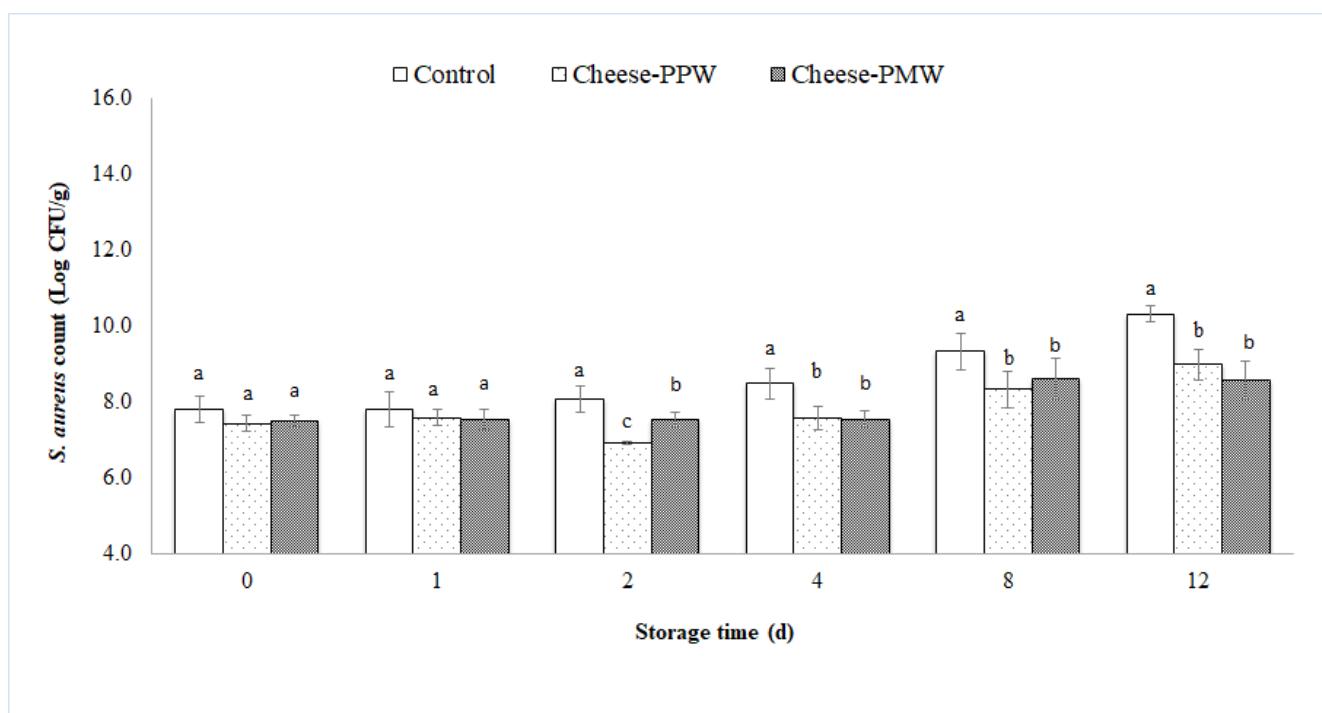 Control Cheese-PPW Cheese-PMW
16.0
14.0
12.0
10.0
8.0
6.0
4.0
S. aureus count (Log CFU/g)
a a a
a a a
a c b
a b b
a b b
a b b
0 1 2 4 8 12
Storage time (d)